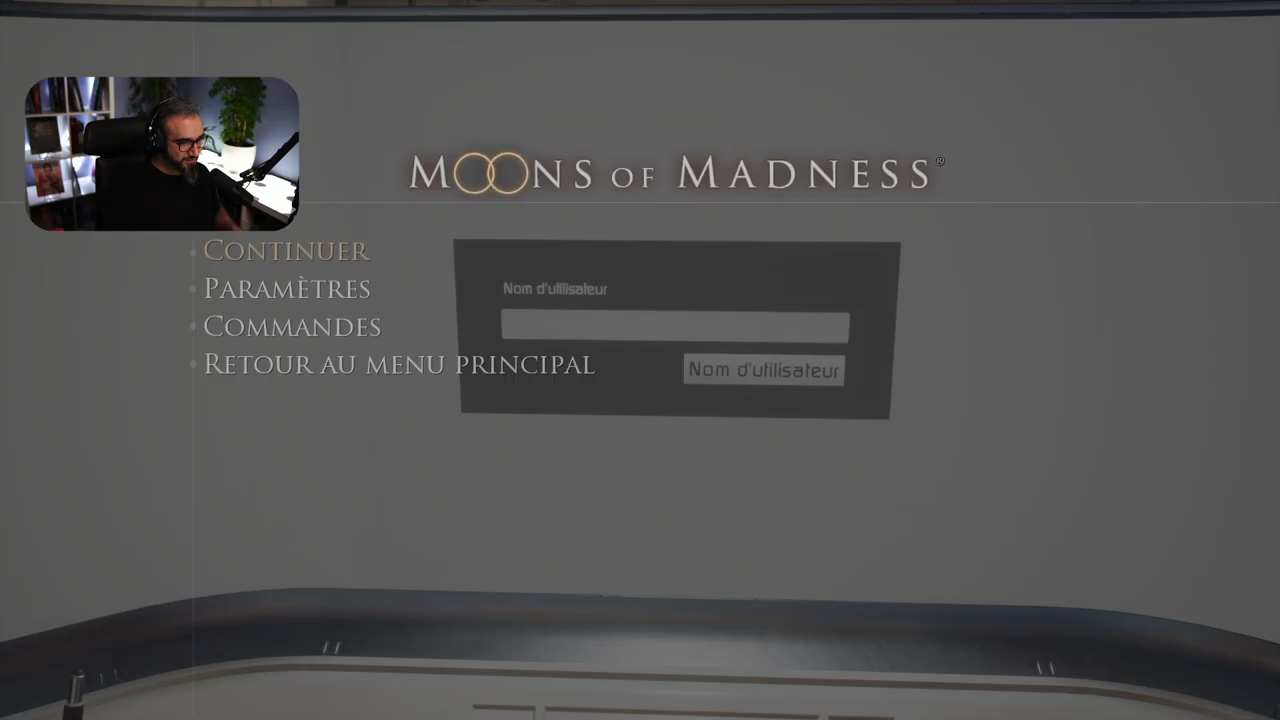 MOONS OF MADNESS®
CONTINUER
PARAMÈTRES
COMMANDES
RETOUR AU MENU PRINCIPAL
Nom d'utilisateur
Nom d'utilisateur